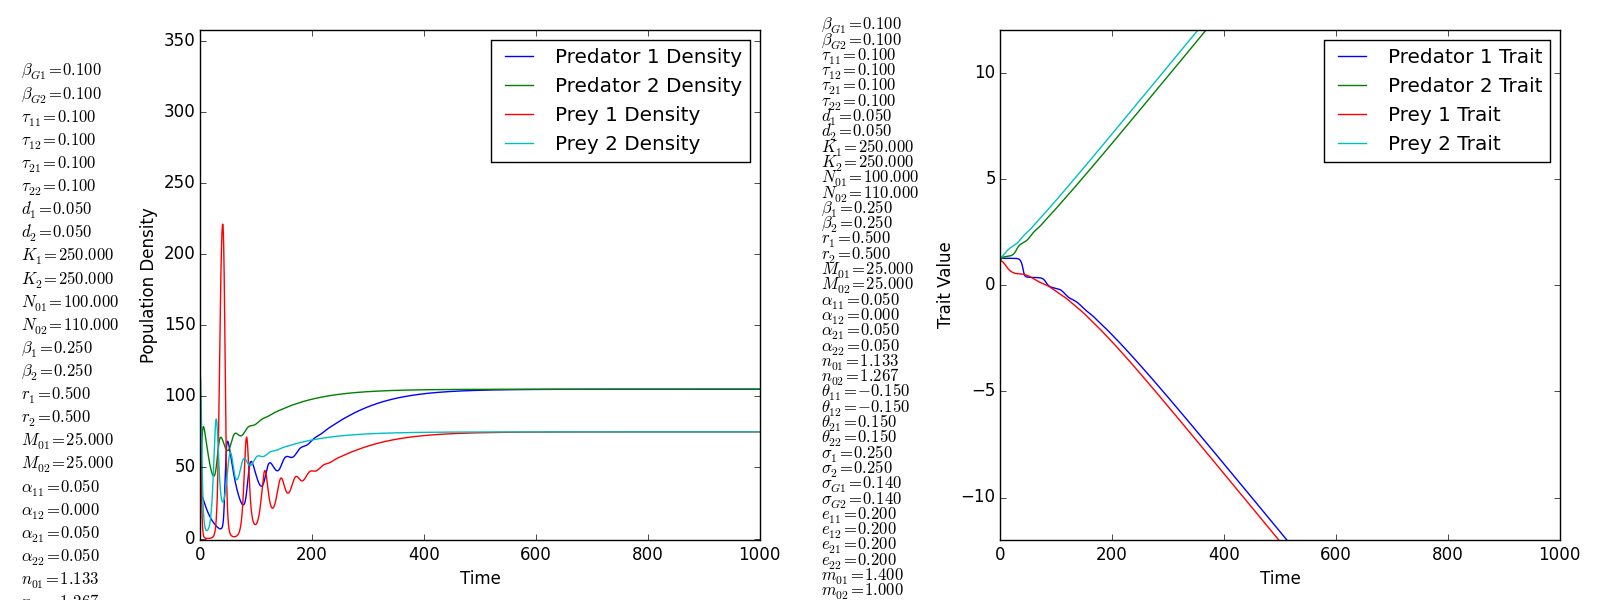 β_G1=0.100
β_G2=0.100
τ_11=0.100
τ_12=0.100
τ_21=0.100
τ_22=0.100
d_1=0.050
d_2=0.050
K_1=250.000
K_2=250.000
N_01=100.000
N_02=110.000
β_1=0.250
β_2=0.250
r_1=0.500
r_2=0.500
M_01=25.000
M_02=25.000
α_11=0.050
α_12=0.000
α_21=0.050
α_22=0.050
n_01=1.133
Population Density
350
300
250
200
150
100
50
0
Predator 1 Density
Predator 2 Density
Prey 1 Density
Prey 2 Density
0 200 400 600 800 1000
Time
β_G1=0.100
β_G2=0.100
τ_11=0.100
τ_12=0.100
τ_21=0.100
τ_22=0.100
d_1=0.050
d_2=0.050
K_1=250.000
K_2=250.000
N_01=100.000
N_02=110.000
β_1=0.250
β_2=0.250
r_1=0.500
r_2=0.500
M_01=25.000
M_02=25.000
α_11=0.050
α_12=0.000
α_21=0.050
α_22=0.050
n_01=1.133
n_02=1.267
θ_11=−0.150
θ_12=−0.150
θ_21=0.150
θ_22=0.150
σ_1=0.250
σ_2=0.250
σ_G1=0.140
σ_G2=0.140
e_11=0.200
e_12=0.200
e_21=0.200
e_22=0.200
m_01=1.400
m_02=1.000
Trait Value
10
5
0
−5
−10
Predator 1 Trait
Predator 2 Trait
Prey 1 Trait
Prey 2 Trait
0 200 400 600 800 1000
Time